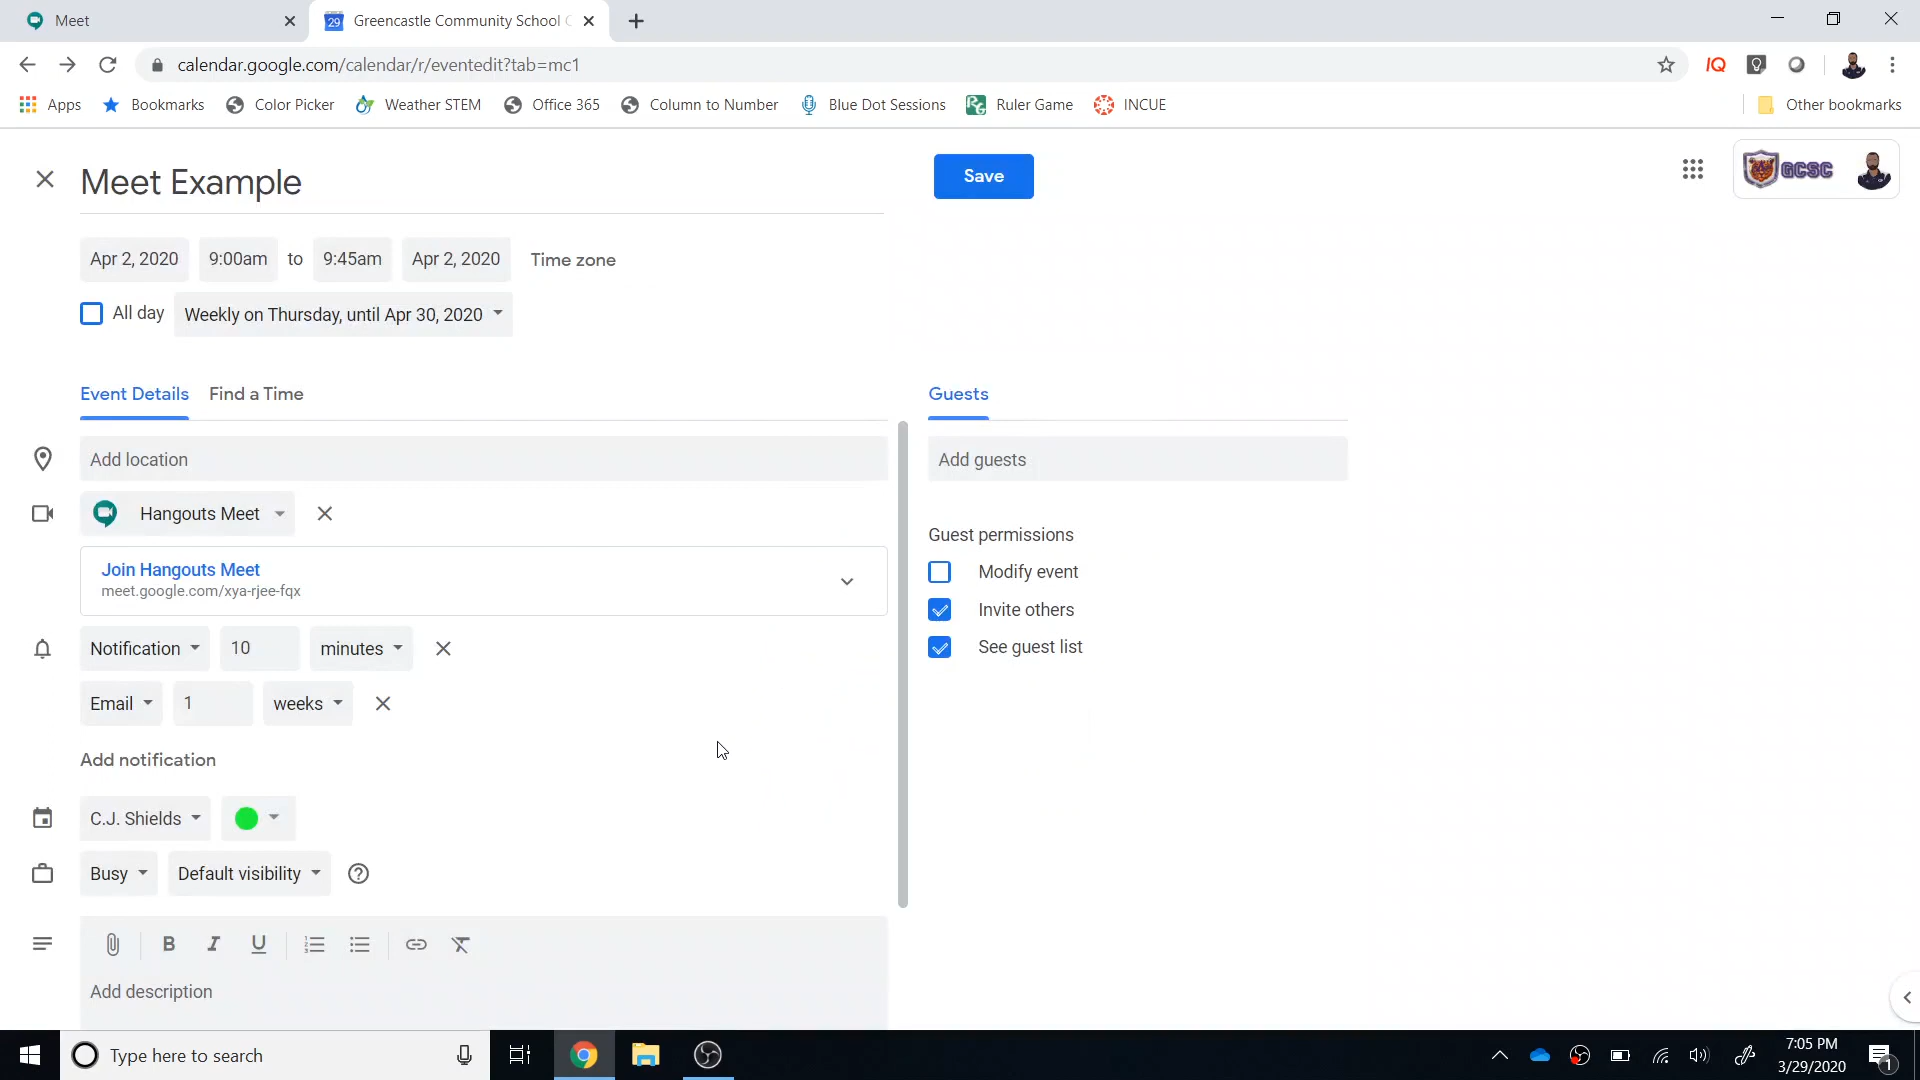 Meet
29 Greencastle Community School
calendar.google.com/calendar/r/eventedit?tab=mc1
IQ
Apps Bookmarks Color Picker Weather STEM Office 365 Column to Number Blue Dot Sessions Ruler Game INCUE Other bookmarks
Meet Example
Save
GCSC
Apr 2, 2020 9:00am to 9:45am Apr 2, 2020 Time zone
All day Weekly on Thursday, until Apr 30, 2020
Event Details Find a Time
Guests
Add location
Add guests
Hangouts Meet
Join Hangouts Meet
meet.google.com/xya-rjee-fqx
Guest permissions
Modify event
Invite others
See guest list
Notification 10 minutes
Email 1 weeks
Add notification
C.J. Shields
Busy Default visibility
B I U
Add description
Type here to search
7:05 PM
3/29/2020
1